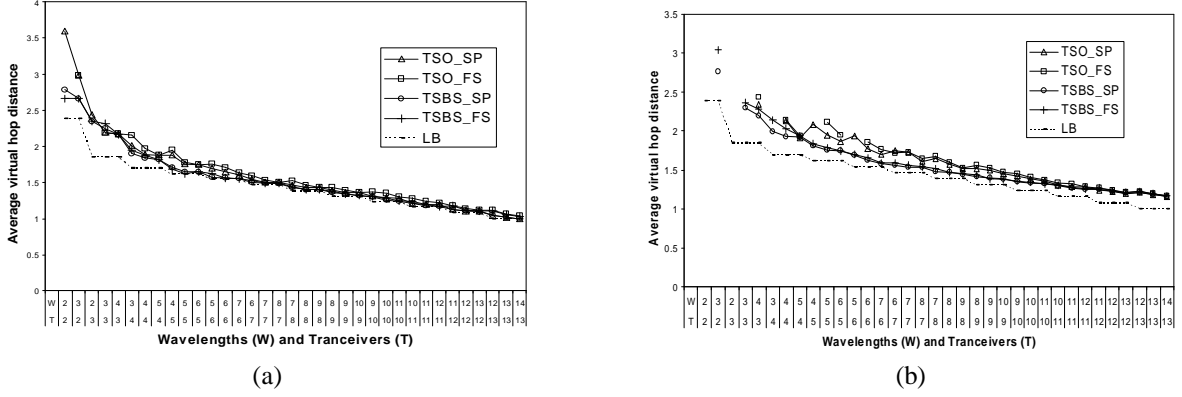 4
3.5
3
2.5
2
1.5
1
0.5
0
Average virtual hop distance
TSO_SP
TSO_FS
TSBS_SP
TSBS_FS
LB
W 2 3 2 3 4 3 4 5 4 5 6 5 6 7 6 7 8 7 8 9 8 9 10 9 10 11 10 11 12 11 12 13 12 13 14
T 2 2 3 3 3 4 4 4 5 5 5 6 6 6 7 7 7 8 8 8 9 9 9 10 10 10 11 11 11 12 12 12 13 13 13
Wavelengths (W) and Tranceivers (T)
(a)
3.5
3
2.5
2
1.5
1
0.5
0
Average virtual hop distance
TSO_SP
TSO_FS
TSBS_SP
TSBS_FS
LB
W 2 3 2 3 4 3 4 5 4 5 6 5 6 7 6 7 8 7 8 9 8 9 10 9 10 11 10 11 12 11 12 13 12 13 14
T 2 2 3 3 3 4 4 4 5 5 5 6 6 6 7 7 7 8 8 8 9 9 9 10 10 10 11 11 11 12 12 12 13 13 13
Wavelengths (W) and Tranceivers (T)
(b)